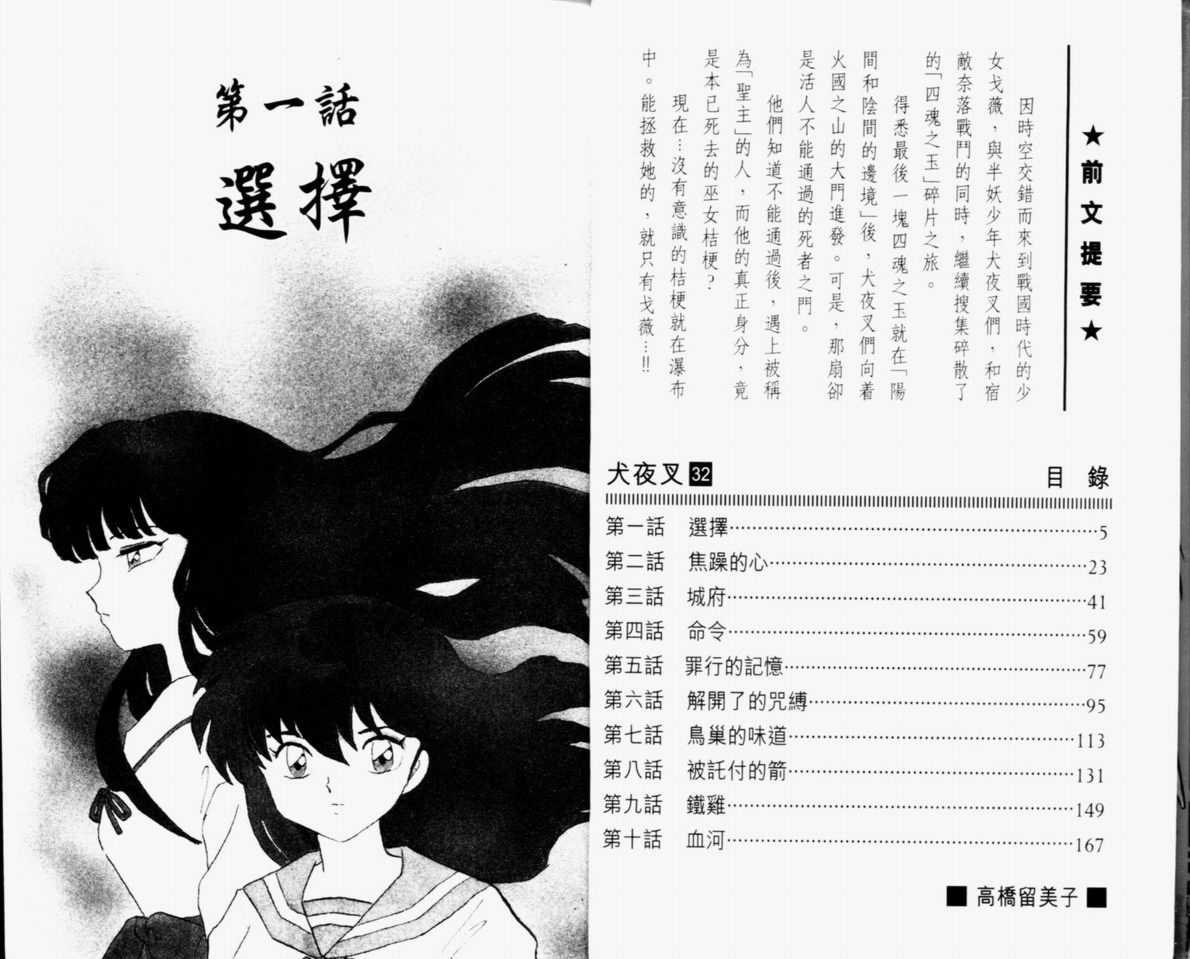 ★前文提要★
因時空交錯而來到戰國時代的少
女戈薇，與半妖少年犬夜叉們，和宿
敵奈落戰鬥的同時，繼續搜集碎散了
的「四魂之玉」碎片之旅。
得悉最後一塊四魂之玉就在「陽
間和陰間的邊境」後，犬夜叉們向着
火國之山的大門進發。可是，那扇卻
是活人不能通過的死者之門。
他們知道不能通過後，遇上被稱
為「聖主」的人，而他的真正身分，竟
是本已死去的巫女桔梗？
現在…沒有意識的桔梗就在瀑布
中。能拯救她的，就只有戈薇…!!
犬夜叉32 目 錄
第一話 選擇……5
第二話 焦躁的心……23
第三話 城府……41
第四話 命令……59
第五話 罪行的記憶……77
第六話 解開了的咒縛……95
第七話 鳥巢的味道……113
第八話 被託付的箭……131
第九話 鐵雞……149
第十話 血河……167
■ 高橋留美子 ■
第一話
選擇